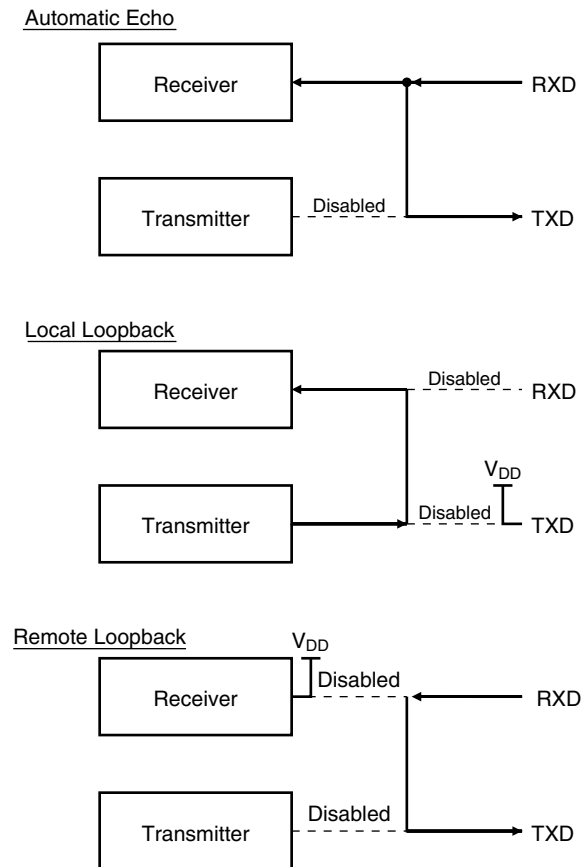 Automatic Echo
Receiver
RXD
Transmitter
Disabled
TXD
Local Loopback
Receiver
Disabled
RXD
VDD
Transmitter
Disabled
TXD
Remote Loopback
VDD
Receiver
Disabled
RXD
Transmitter
Disabled
TXD